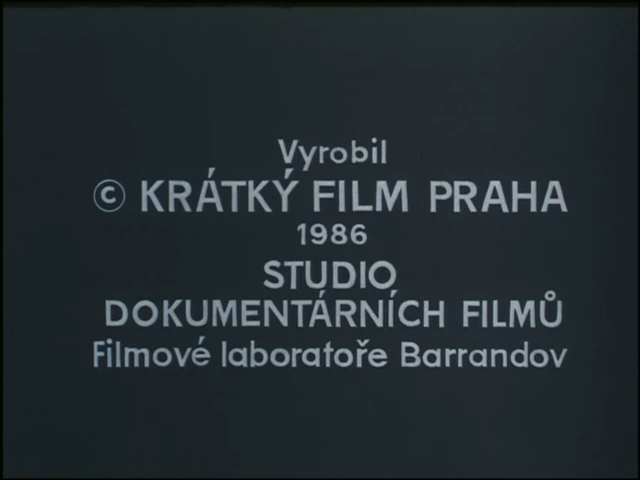 Vyrobil
© KRÁTKÝ FILM PRAHA
1986
STUDIO
DOKUMENTÁRNÍCH FILMŮ
Filmové laboratoře Barrandov